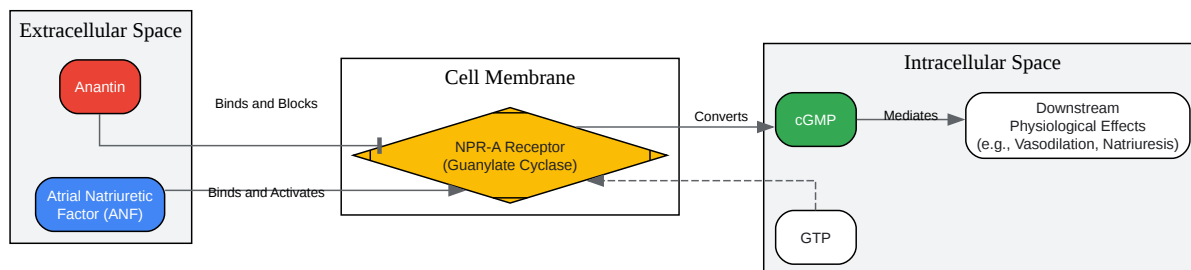 Extracellular Space
Anantin
Atrial Natriuretic
Factor (ANF)
Binds and Blocks
Binds and Activates
Cell Membrane
NPR-A Receptor
(Guanylate Cyclase)
Converts
Intracellular Space
cGMP
Mediates
Downstream
Physiological Effects
(e.g., Vasodilation, Natriuresis)
GTP